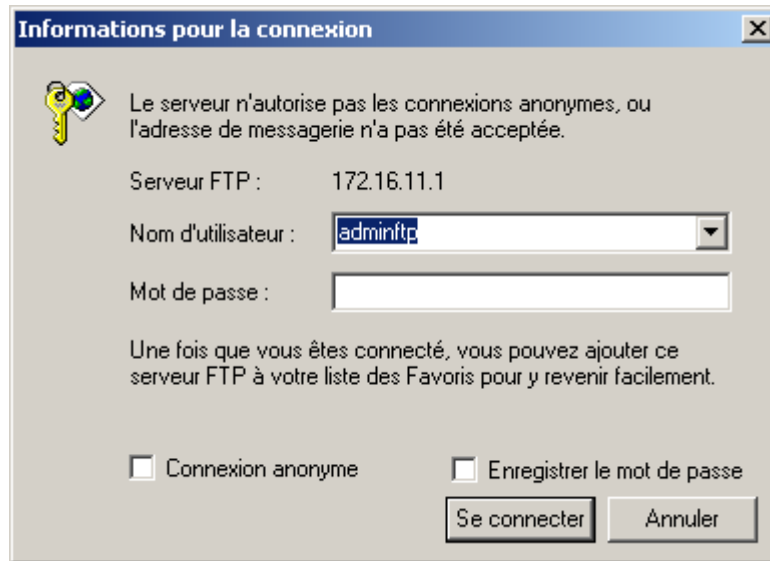 Informations pour la connexion
Le serveur n'autorise pas les connexions anonymes, ou
l'adresse de messagerie n'a pas été acceptée.
Serveur FTP : 172.16.11.1
Nom d'utilisateur : adminftp
Mot de passe :
Une fois que vous êtes connecté, vous pouvez ajouter ce
serveur FTP à votre liste des Favoris pour y revenir facilement.
Connexion anonyme Enregistrer le mot de passe
Se connecter Annuler